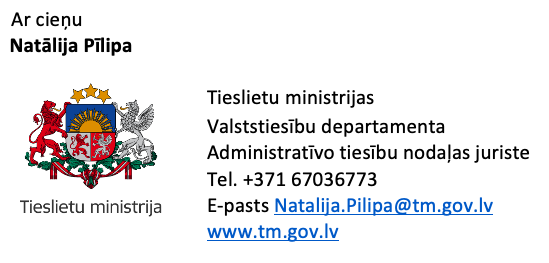 Ar cieņu
Natālija Pīlipa
Tieslietu ministrija
Tieslietu ministrijas
Valststiesību departamenta
Administratīvo tiesību nodaļas juriste
Tel. +371 67036773
E-pasts Natalija.Pilipa@tm.gov.lv
www.tm.gov.lv